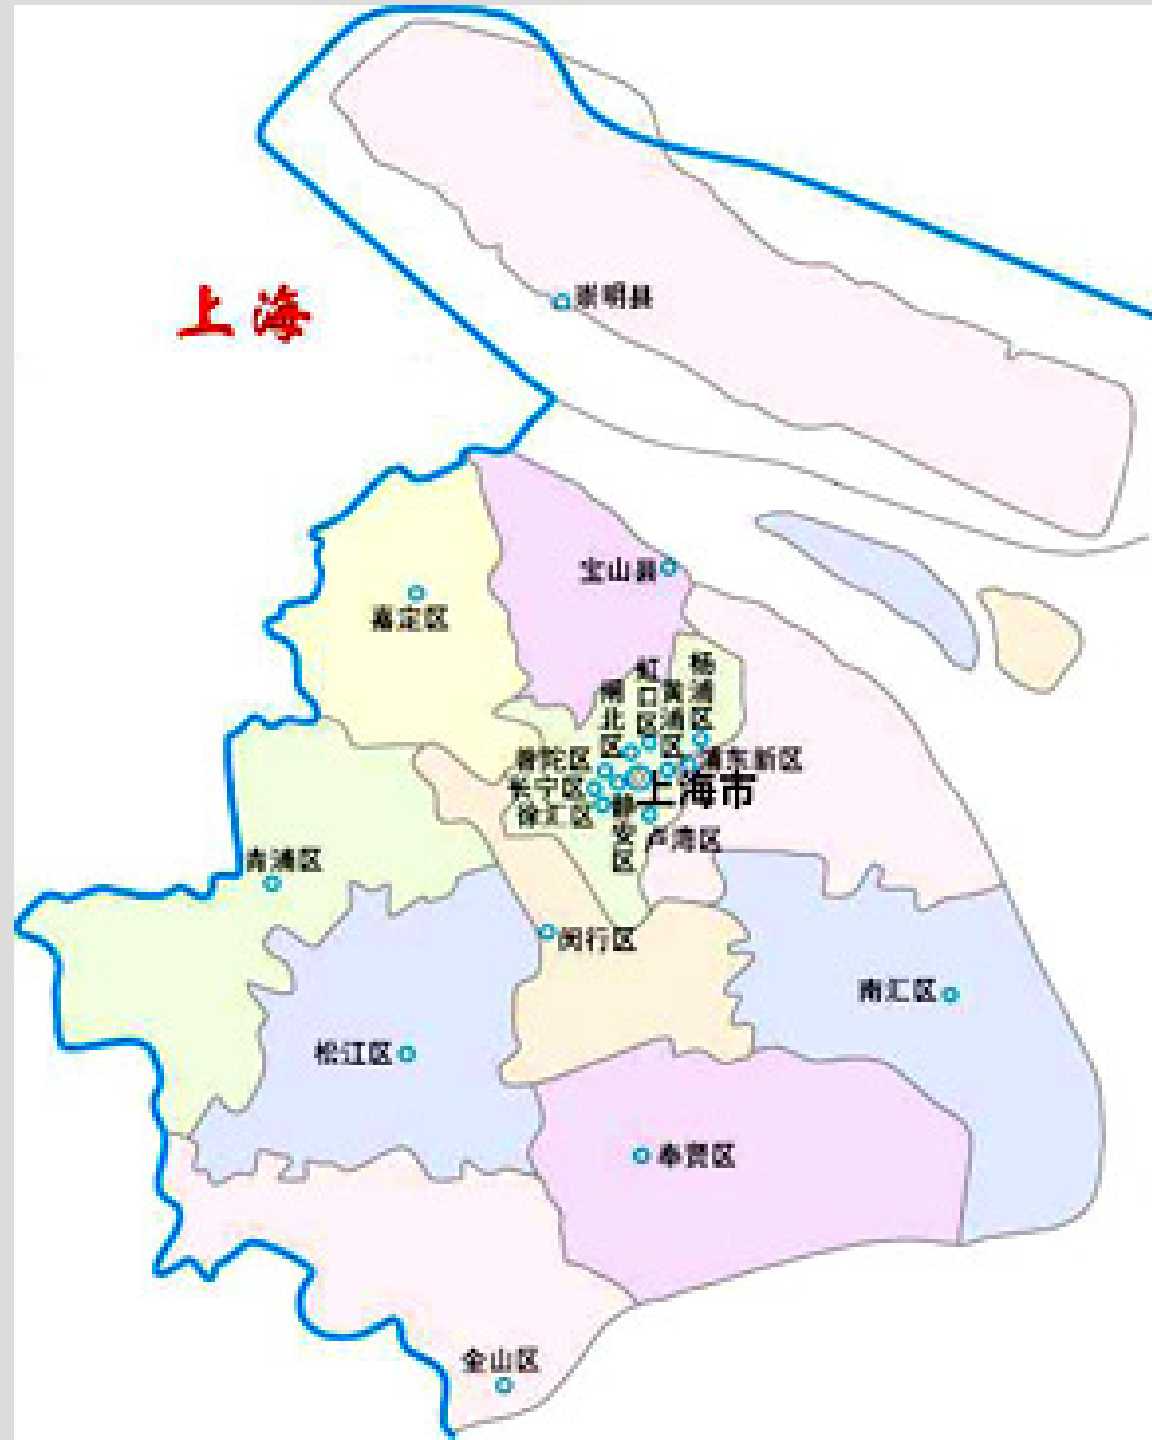 崇明县
上海
宝山县
嘉定区
虹口区
杨浦区
闸北区
黄浦区
普陀区
浦东新区
长宁区
上海市
徐汇区
静安区
卢湾区
青浦区
闵行区
南汇区
松江区
奉贤区
金山区